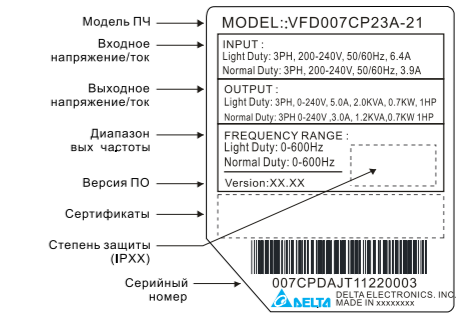 Модель ПЧ
MODEL::VFD007CP23A-21
Входное
напряжение/ток
INPUT :
Light Duty: 3PH, 200-240V, 50/60Hz, 6.4A
Normal Duty: 3PH, 200-240V, 50/60Hz, 3.9A
Выходное
напряжение/ток
OUTPUT :
Light Duty: 3PH, 0-240V, 5.0A, 2.0KVA, 0.7KW, 1HP
Normal Duty: 3PH 0-240V ,3.0A, 1.2KVA,0.7KW 1HP
Диапазон
вых частоты
FREQUENCY RANGE :
Light Duty: 0-600Hz
Normal Duty: 0-600Hz
Версия ПО
Version:XX.XX
Сертификаты
Степень защиты
(IPXX)
Серийный
номер
007CPDAJT11220003
DELTA
DELTA ELECTRONICS. INC.
MADE IN xxxxxxxx